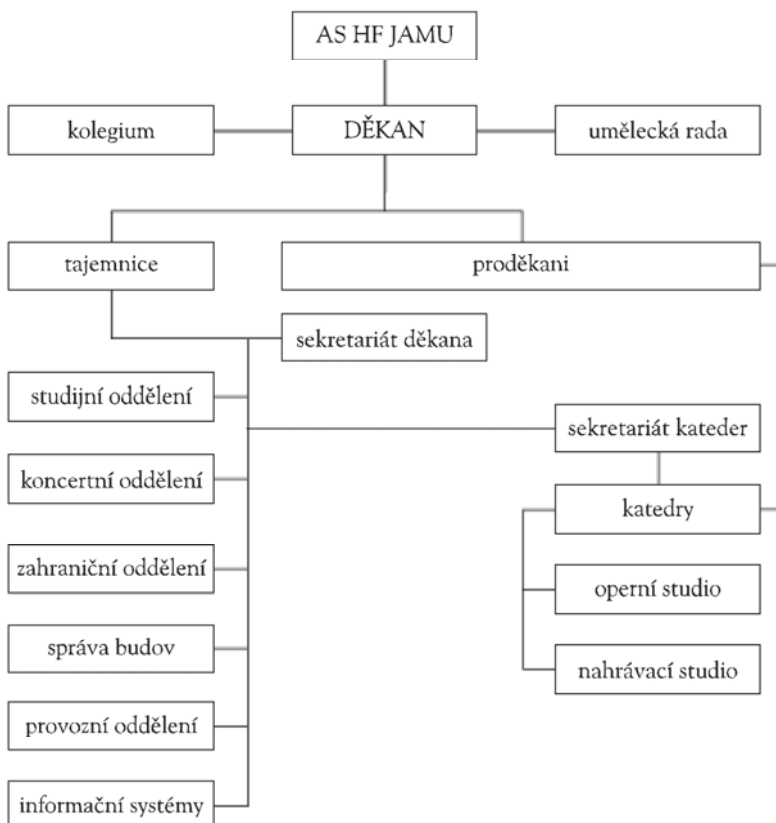 AS HF JAMU
kolegium
DĚKAN
umělecká rada
tajemnice
proděkani
sekretariát děkana
studijní oddělení
sekretariát kateder
koncertní oddělení
katedry
zahraniční oddělení
operní studio
správa budov
nahrávací studio
provozní oddělení
informační systémy